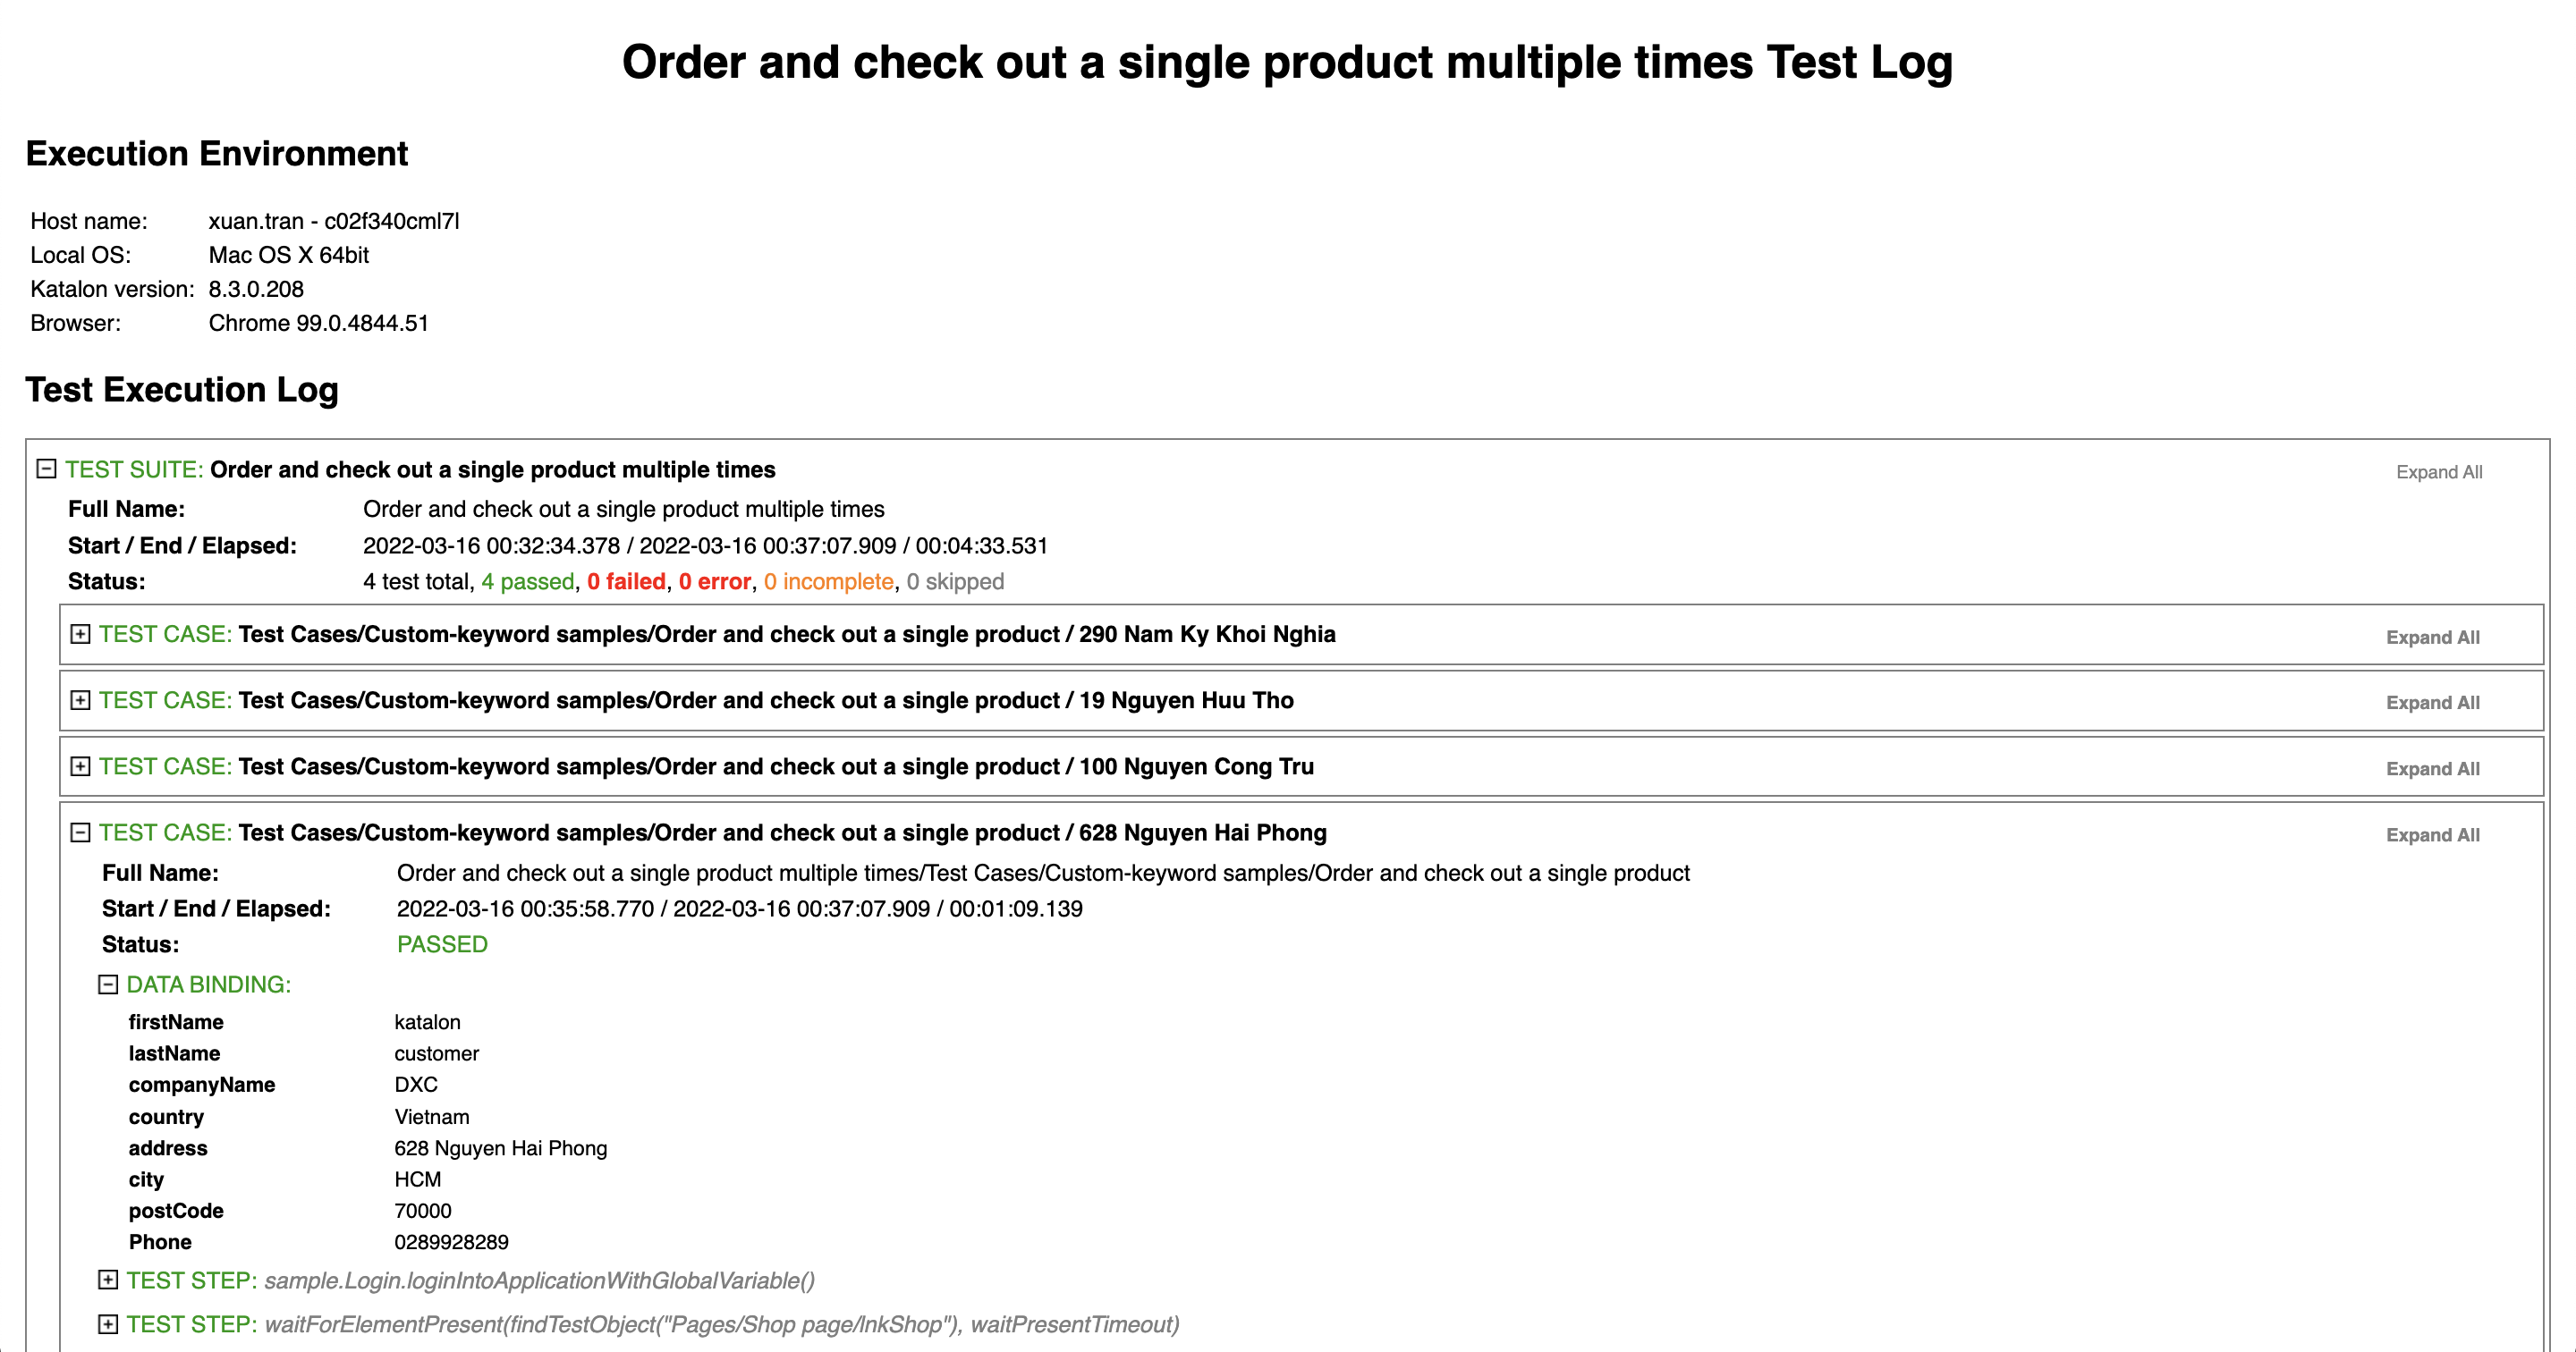 Order and check out a single product multiple times Test Log
Execution Environment
Host name: xuan.tran - c02f340cml7l
Local OS: Mac OS X 64bit
Katalon version: 8.3.0.208
Browser: Chrome 99.0.4844.51
Test Execution Log
TEST SUITE: Order and check out a single product multiple times Expand All
Full Name: Order and check out a single product multiple times
Start / End / Elapsed: 2022-03-16 00:32:34.378 / 2022-03-16 00:37:07.909 / 00:04:33.531
Status: 4 test total, 4 passed, 0 failed, 0 error, 0 incomplete, 0 skipped
TEST CASE: Test Cases/Custom-keyword samples/Order and check out a single product / 290 Nam Ky Khoi Nghia Expand All
TEST CASE: Test Cases/Custom-keyword samples/Order and check out a single product / 19 Nguyen Huu Tho Expand All
TEST CASE: Test Cases/Custom-keyword samples/Order and check out a single product / 100 Nguyen Cong Tru Expand All
TEST CASE: Test Cases/Custom-keyword samples/Order and check out a single product / 628 Nguyen Hai Phong Expand All
Full Name: Order and check out a single product multiple times/Test Cases/Custom-keyword samples/Order and check out a single product
Start / End / Elapsed: 2022-03-16 00:35:58.770 / 2022-03-16 00:37:07.909 / 00:01:09.139
Status: PASSED
DATA BINDING:
firstName katalon
lastName customer
companyName DXC
country Vietnam
address 628 Nguyen Hai Phong
city HCM
postCode 70000
Phone 0289928289
TEST STEP: sample.Login.loginIntoApplicationWithGlobalVariable()
TEST STEP: waitForElementPresent(findTestObject("Pages/Shop page/lnkShop"), waitPresentTimeout)